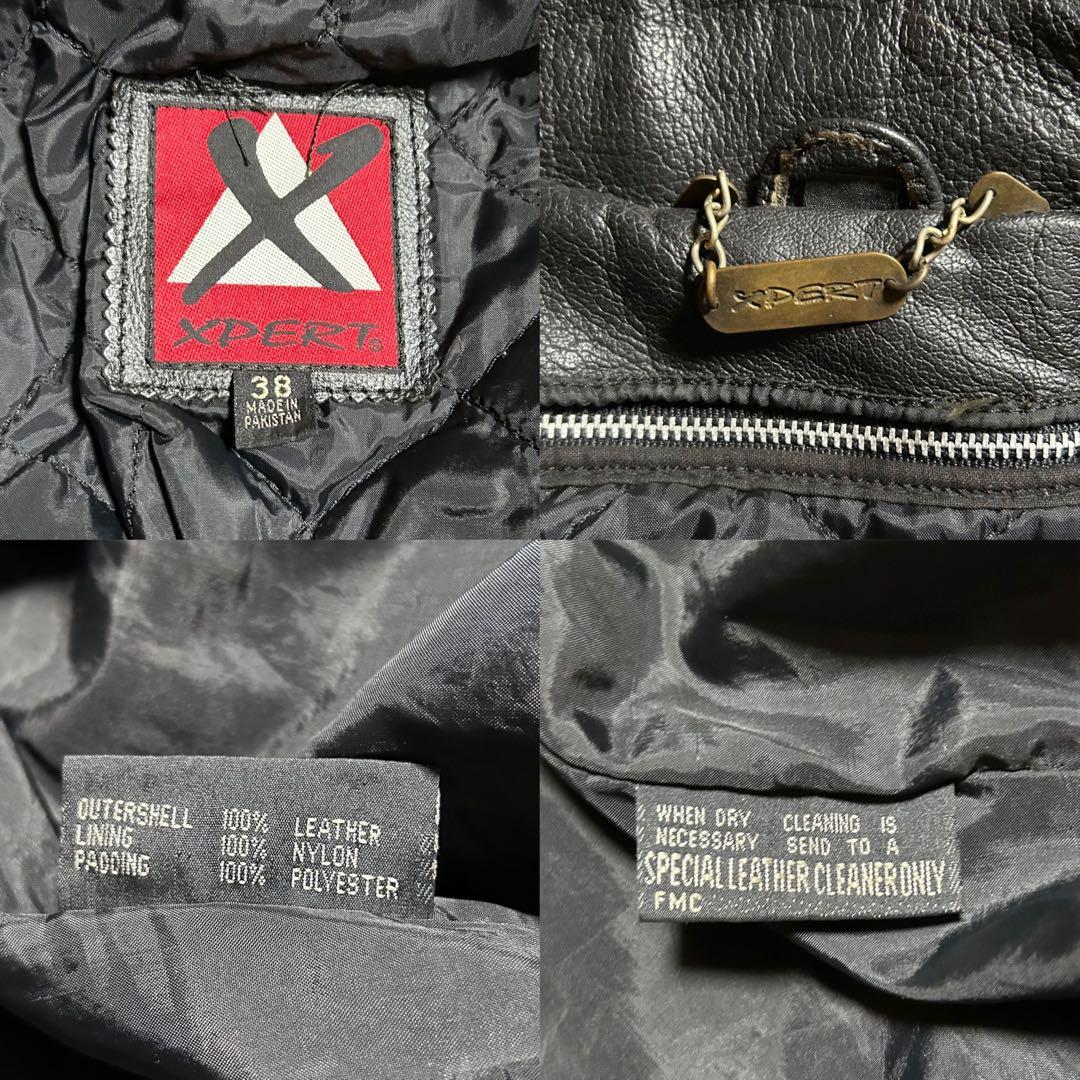 XPERT®
38
MADE IN
PAKISTAN
XPERT
OUTERSHELL 100% LEATHER
LINING 100% NYLON
PADDING 100% POLYESTER
WHEN DRY CLEANING IS
NECESSARY SEND TO A
SPECIAL LEATHER CLEANER ONLY
FMC